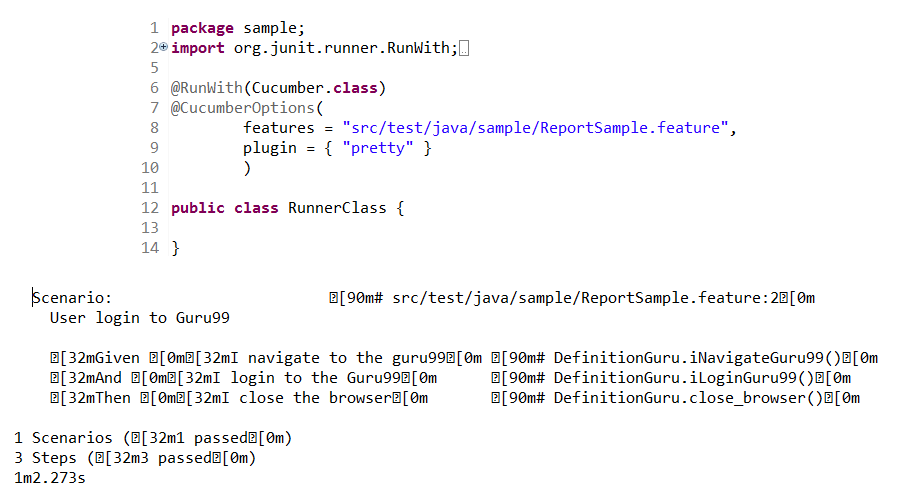 1 package sample;
2 import org.junit.runner.RunWith;
5
6 @RunWith(Cucumber.class)
7 @CucumberOptions(
8 features = "src/test/java/sample/ReportSample.feature",
9 plugin = { "pretty" }
10 )
11
12 public class RunnerClass {
13
14 }
Scenario: [90m# src/test/java/sample/ReportSample.feature:2[0m
User login to Guru99
[32mGiven [0m[32mI navigate to the guru99[0m [90m# DefinitionGuru.iNavigateGuru99()[0m
[32mAnd [0m[32mI login to the Guru99[0m [90m# DefinitionGuru.iLoginGuru99()[0m
[32mThen [0m[32mI close the browser[0m [90m# DefinitionGuru.close_browser()[0m
1 Scenarios ([32m1 passed[0m)
3 Steps ([32m3 passed[0m)
1m2.273s